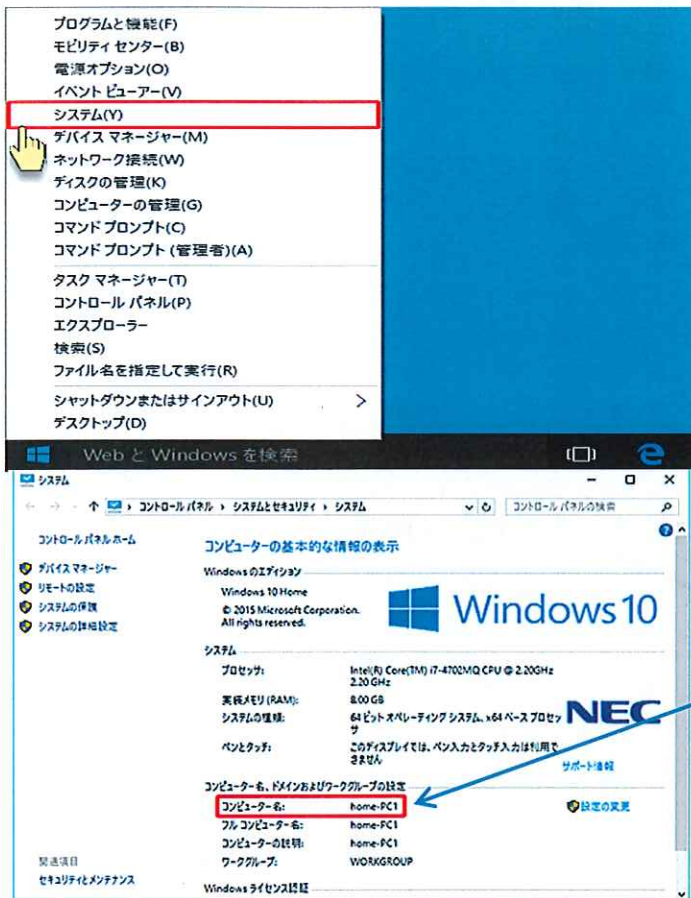 プログラムと機能(F)
モビリティ センター(B)
電源オプション(O)
イベント ビューアー(V)
システム(Y)
デバイス マネージャー(M)
ネットワーク接続(W)
ディスクの管理(K)
コンピューターの管理(G)
コマンド プロンプト(C)
コマンド プロンプト (管理者)(A)
タスク マネージャー(T)
コントロール パネル(P)
エクスプローラー
検索(S)
ファイル名を指定して実行(R)
シャットダウンまたはサインアウト(U)
デスクトップ(D)
Web と Windows を検索
システム
コントロール パネル › システムとセキュリティ › システム
コントロール パネルの検索
コントロール パネル ホーム
デバイス マネージャー
リモートの設定
システムの保護
システムの詳細設定
コンピューターの基本的な情報の表示
Windows のエディション
Windows 10 Home
© 2015 Microsoft Corporation.
All rights reserved.
Windows 10
システム
プロセッサ: Intel(R) Core(TM) i7-4702MQ CPU @ 2.20GHz
2.20 GHz
実装メモリ (RAM): 8.00 GB
システムの種類: 64 ビット オペレーティング システム、x64 ベース プロセッ
サ
ペンとタッチ: このディスプレイでは、ペン入力とタッチ入力は利用で
きません
NEC
サポート情報
コンピューター名、ドメインおよびワークグループの設定
コンピューター名: home-PC1
設定の変更
フル コンピューター名: home-PC1
コンピューターの説明: home-PC1
ワークグループ: WORKGROUP
Windows ライセンス認証
関連項目
セキュリティとメンテナンス